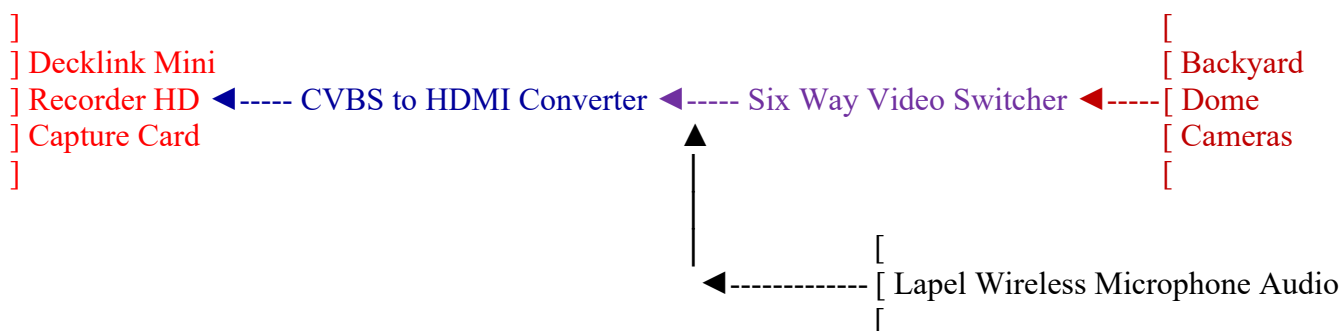 ] [
] Decklink Mini [ Backyard
] Recorder HD ◄----- CVBS to HDMI Converter ◄----- Six Way Video Switcher ◄-----[ Dome
] Capture Card ▲ [ Cameras
] [
[
◄------------- [ Lapel Wireless Microphone Audio
[